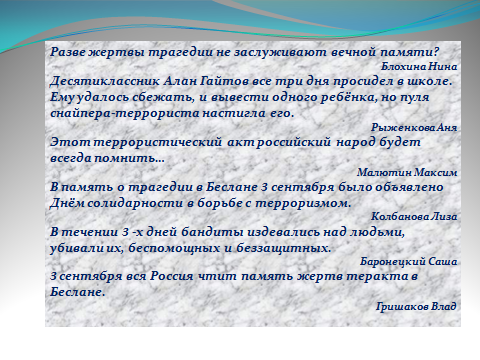 Разве жертвы трагедии не заслуживают вечной памяти?
Блохина Нина
Десятиклассник Алан Гайтов все три дня просидел в школе.
Ему удалось сбежать, и вывести одного ребёнка, но пуля
снайпера-террориста настигла его.
Рыженкова Аня
Этот террористический акт российский народ будет
всегда помнить...
Малютин Максим
В память о трагедии в Беслане 3 сентября было объявлено
Днём солидарности в борьбе с терроризмом.
Колбанова Лиза
В течении 3 -х дней бандиты издевались над людьми,
убивали их, беспомощных и беззащитных.
Баронецкий Саша
3 сентября вся Россия чтит память жертв теракта в
Беслане.
Гришаков Влад